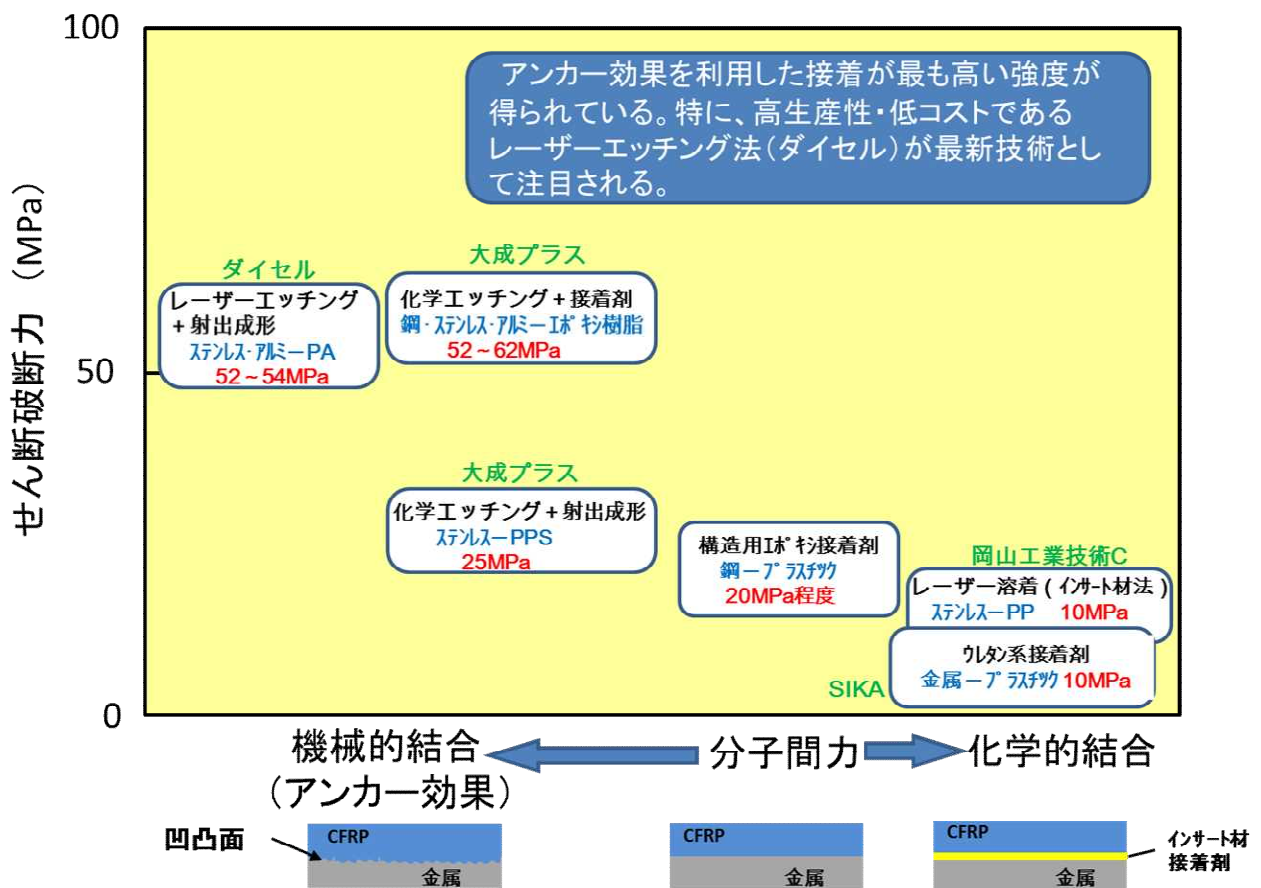 100
アンカー効果を利用した接着が最も高い強度が
得られている。特に、高生産性・低コストである
レーザーエッチング法(ダイセル)が最新技術とし
て注目される。
せん断破断力 (MPa)
ダイセル
レーザーエッチング
+射出成形
ｽﾃﾝﾚｽ・ｱﾙﾐｰPA
52~54MPa
大成プラス
化学エッチング+接着剤
鋼・ｽﾃﾝﾚｽ・ｱﾙﾐｰｴﾎﾟｷｼ樹脂
52~62MPa
50
大成プラス
化学エッチング+射出成形
ｽﾃﾝﾚｽーPPS
25MPa
構造用ｴﾎﾟｷｼ接着剤
鋼ープﾗｽﾁﾂｸ
20MPa程度
岡山工業技術C
レーザー溶着(ｲﾝｻｰﾄ材法)
ｽﾃﾝﾚｽーPP 10MPa
ｳﾚﾀﾝ系接着剤
金属ープﾗｽﾁﾂｸ 10MPa
SIKA
0
機械的結合
(アンカー効果)
分子間力
化学的結合
凹凸面
CFRP
金属
CFRP
金属
CFRP
金属
ｲﾝｻｰﾄ材
接着剤